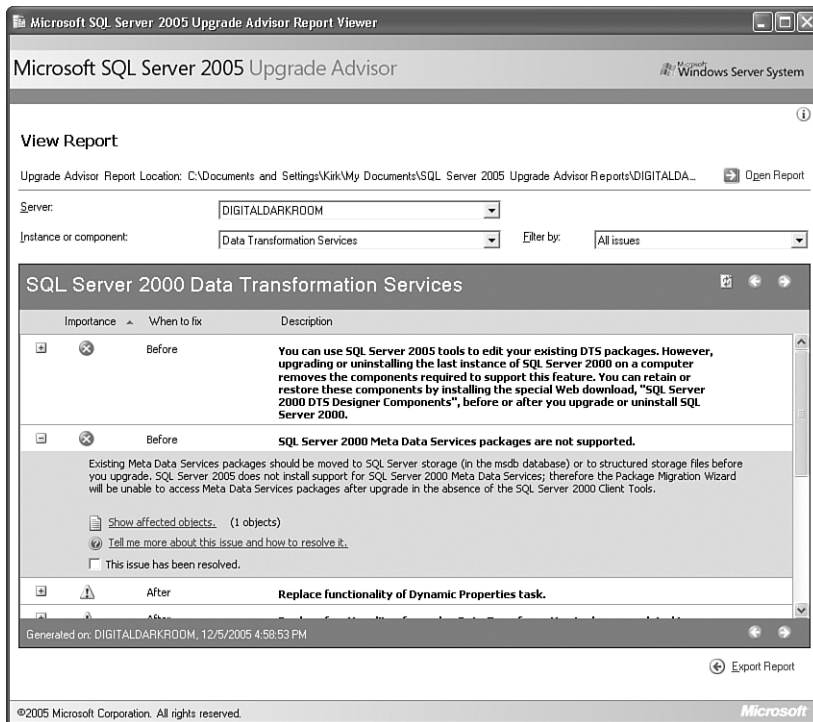 Microsoft SQL Server 2005 Upgrade Advisor Report Viewer
Microsoft SQL Server 2005 Upgrade Advisor
Microsoft
Windows Server System
View Report
Upgrade Advisor Report Location: C:\Documents and Settings\Kirk\My Documents\SQL Server 2005 Upgrade Advisor Reports\DIGITALDA...
Open Report
Server:
DIGITALDARKROOM
Instance or component:
Data Transformation Services
Filter by:
All issues
SQL Server 2000 Data Transformation Services
Importance When to fix Description
Before
You can use SQL Server 2005 tools to edit your existing DTS packages. However,
upgrading or uninstalling the last instance of SQL Server 2000 on a computer
removes the components required to support this feature. You can retain or
restore these components by installing the special Web download, "SQL Server
2000 DTS Designer Components", before or after you upgrade or uninstall SQL
Server 2000.
Before
SQL Server 2000 Meta Data Services packages are not supported.
Existing Meta Data Services packages should be moved to SQL Server storage (in the msdb database) or to structured storage files before
you upgrade. SQL Server 2005 does not install support for SQL Server 2000 Meta Data Services; therefore the Package Migration Wizard
will be unable to access Meta Data Services packages after upgrade in the absence of the SQL Server 2000 Client Tools.
Show affected objects. (1 objects)
Tell me more about this issue and how to resolve it.
This issue has been resolved.
After
Replace functionality of Dynamic Properties task.
Generated on: DIGITALDARKROOM, 12/5/2005 4:58:53 PM
Export Report
©2005 Microsoft Corporation. All rights reserved.
Microsoft